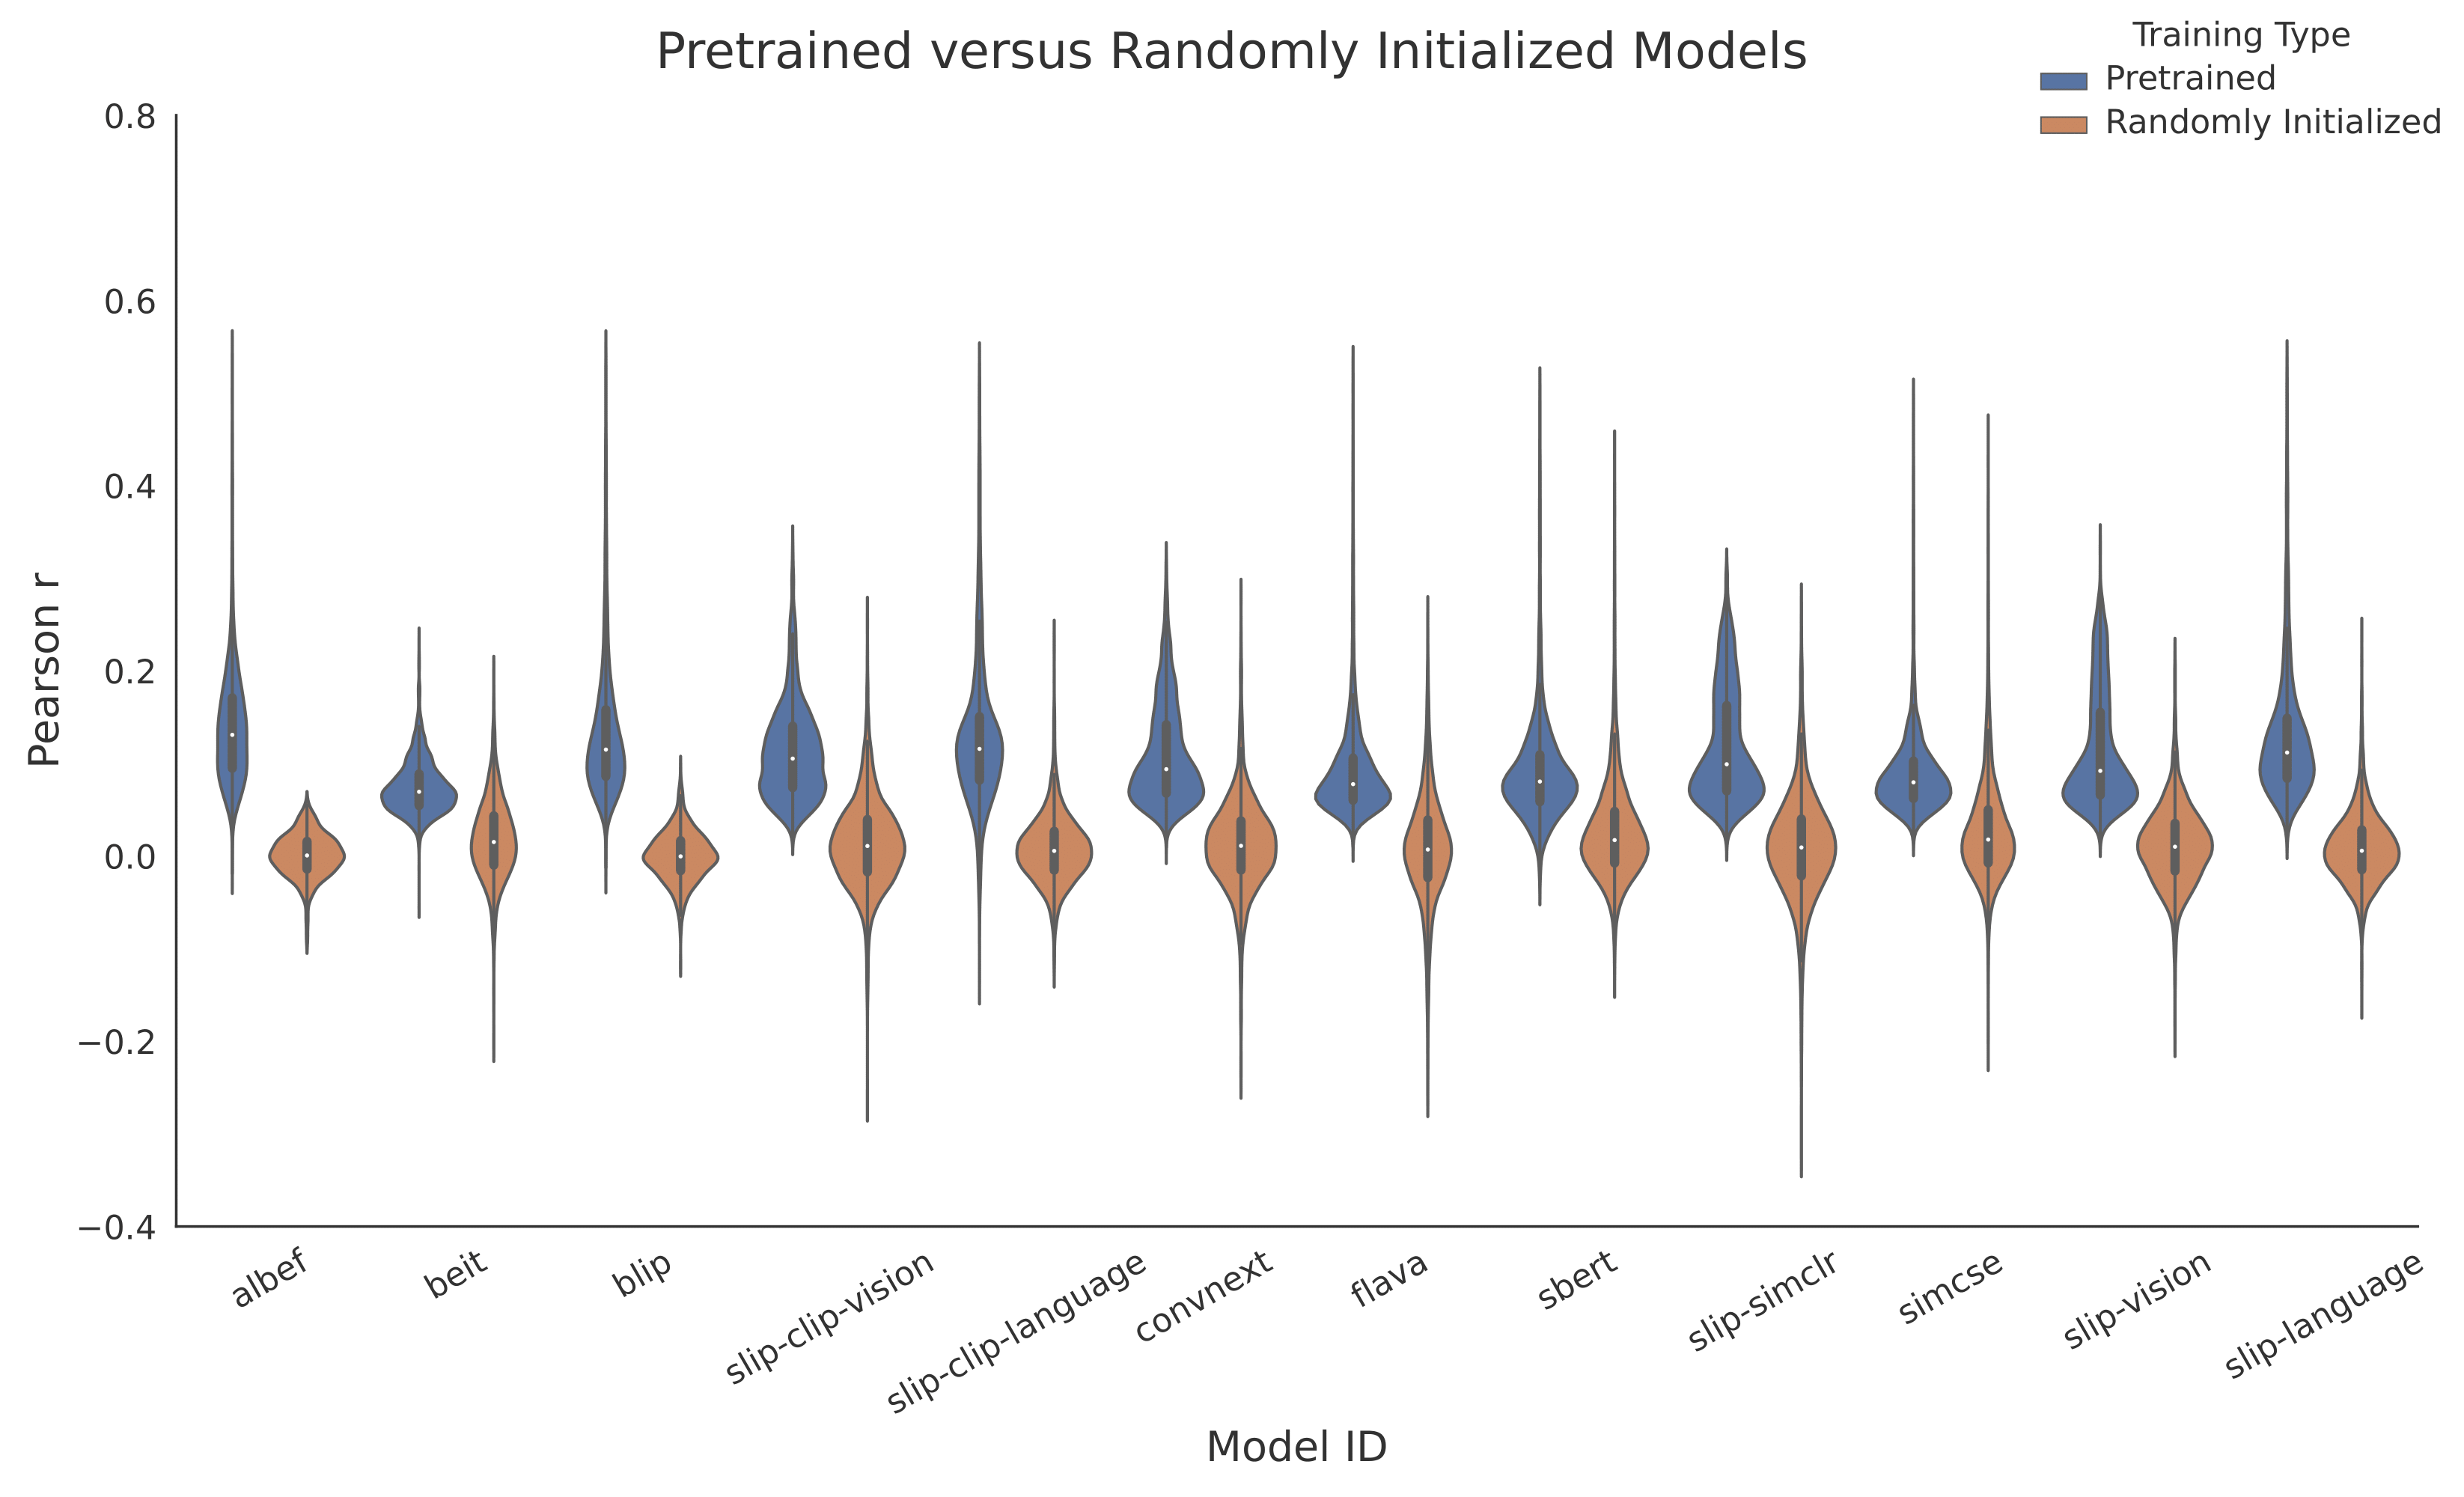 Pretrained versus Randomly Initialized Models
Training Type
Pretrained
Randomly Initialized
Pearson r
0.8
0.6
0.4
0.2
0.0
−0.2
−0.4
albef
beit
blip
slip-clip-vision
slip-clip-language
convnext
flava
sbert
slip-simclr
simcse
slip-vision
slip-language
Model ID